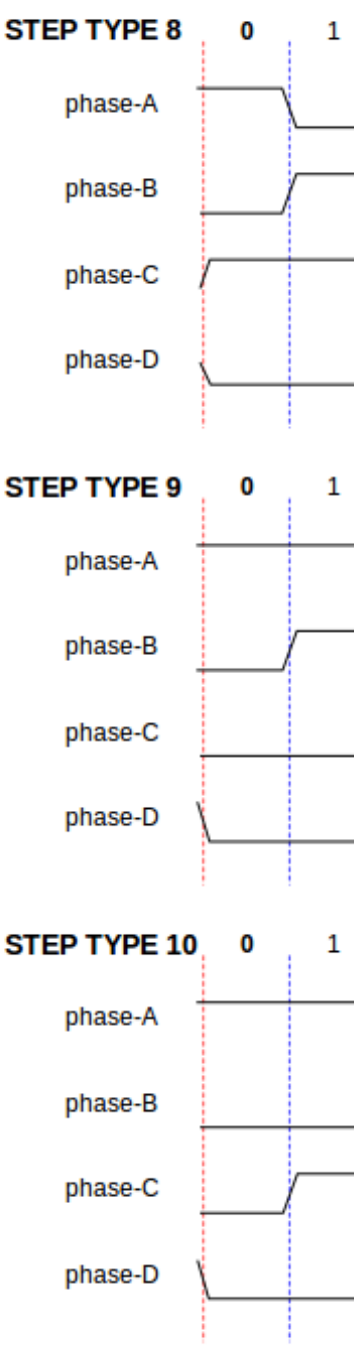 STEP TYPE 8 0 1
phase-A
phase-B
phase-C
phase-D
STEP TYPE 9 0 1
phase-A
phase-B
phase-C
phase-D
STEP TYPE 10 0 1
phase-A
phase-B
phase-C
phase-D